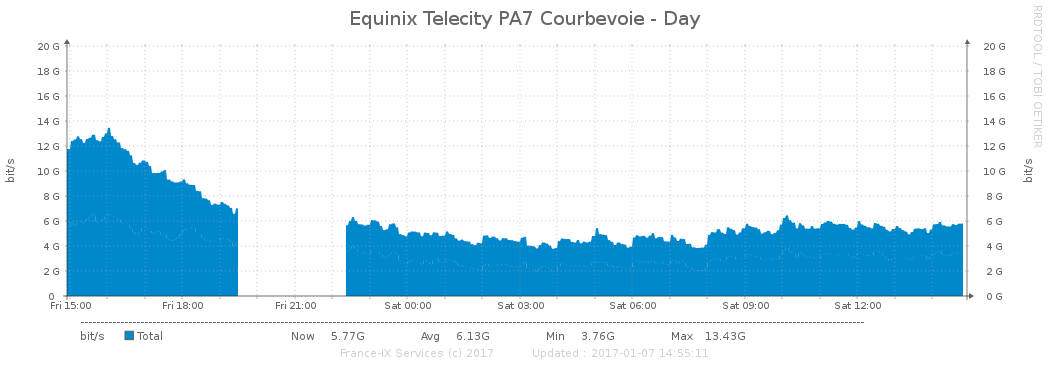 Equinix Telecity PA7 Courbevoie - Day
RRDTOOL / TOBI OETIKER
bit/s
20 G
18 G
16 G
14 G
12 G
10 G
8 G
6 G
4 G
2 G
0
20 G
18 G
16 G
14 G
12 G
10 G
8 G
6 G
4 G
2 G
0 G
bit/s
Fri 15:00 Fri 18:00 Fri 21:00 Sat 00:00 Sat 03:00 Sat 06:00 Sat 09:00 Sat 12:00
bit/s Total Now 5.77G Avg 6.13G Min 3.76G Max 13.43G
France-IX Services (c) 2017 Updated : 2017-01-07 14:55:11